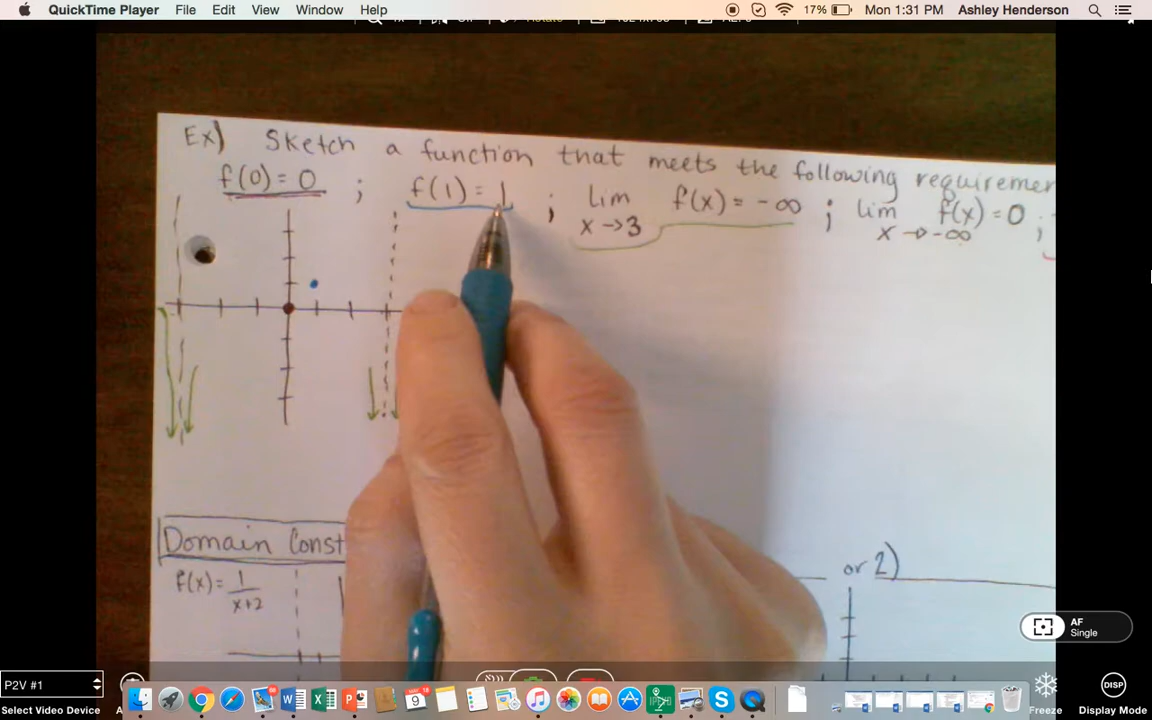 QuickTime Player File Edit View Window Help 17% Mon 1:31 PM Ashley Henderson
Ex) Sketch a function that meets the following
f(0) = 0 ; f(1) = 1 ; lim x→3 f(x) = -∞ ; lim x→-∞ f(x) = 0 ;
Domain
f(x) = 1/(x+2)
or 2)
AF
Single
P2V #1
Select Video Device
Freeze
DISP
Display Mode